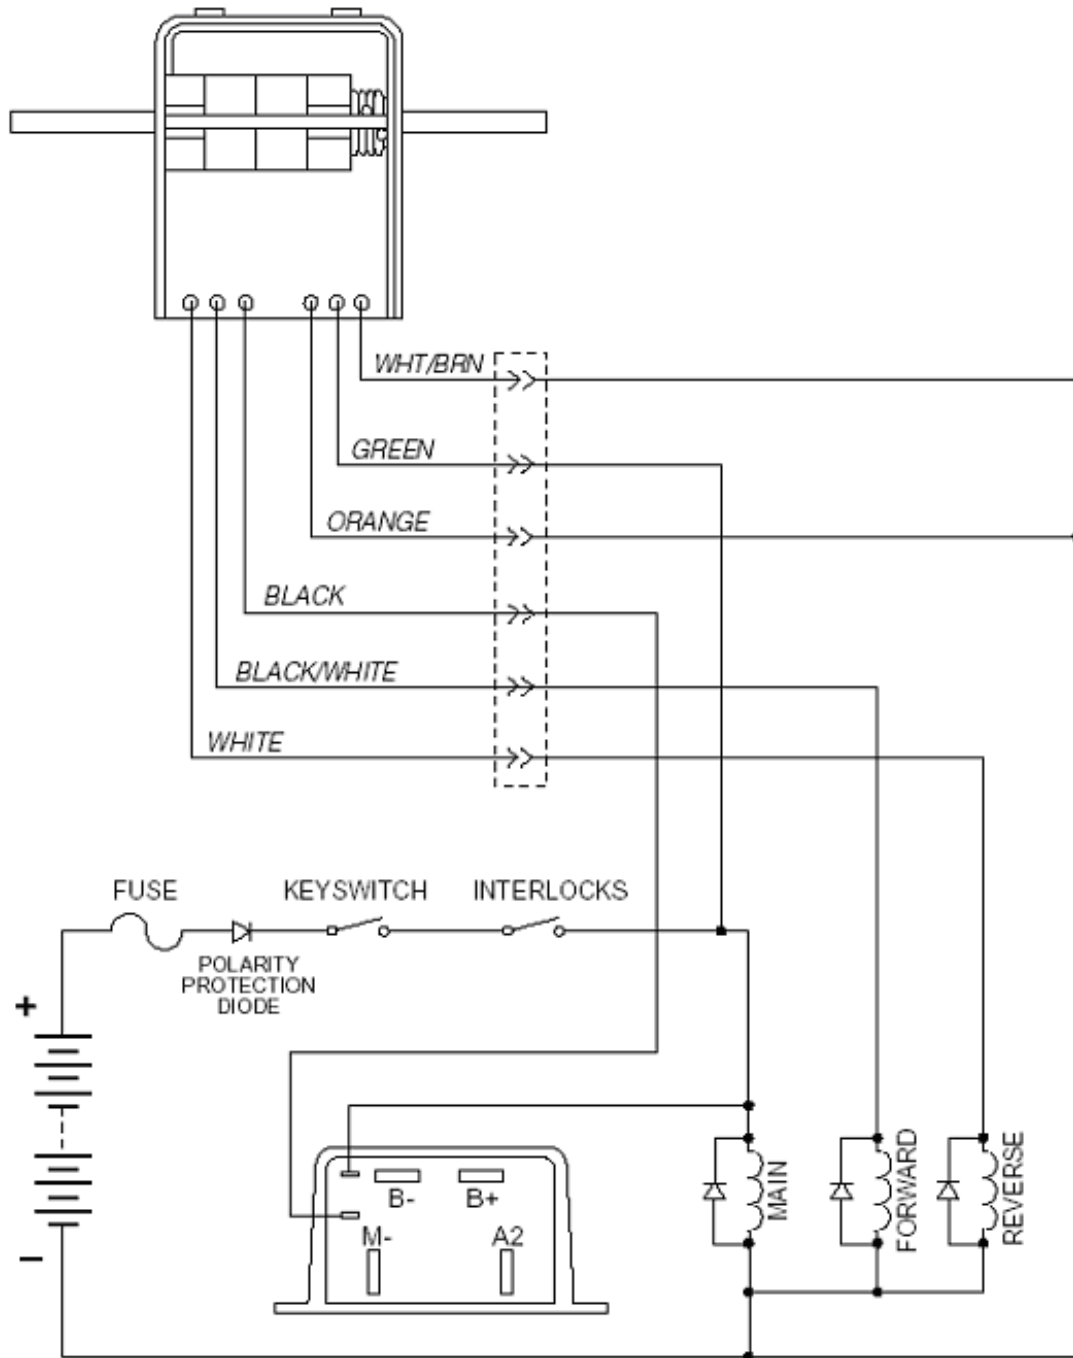 WHT/BRN
GREEN
ORANGE
BLACK
BLACK/WHITE
WHITE
FUSE
KEYSWITCH
INTERLOCKS
POLARITY
PROTECTION
DIODE
+
–
B-
B+
M-
A2
MAIN
FORWARD
REVERSE